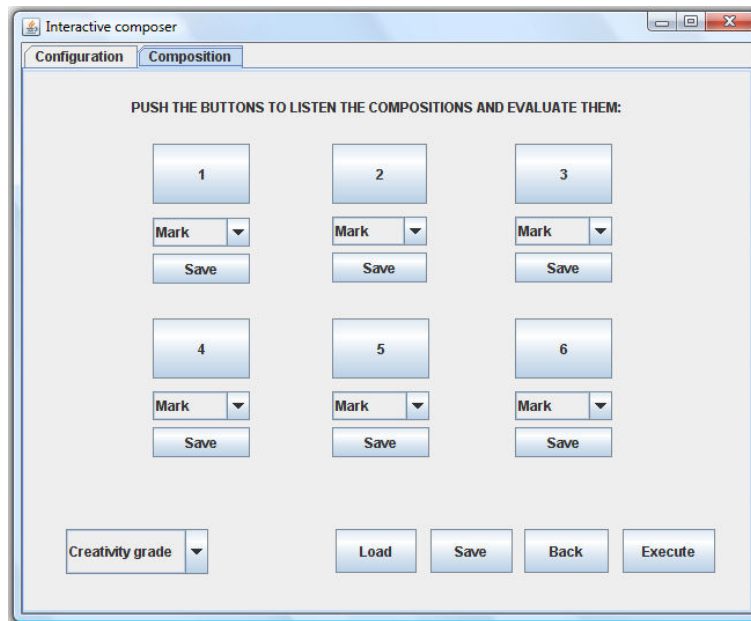 Interactive composer
Configuration Composition
PUSH THE BUTTONS TO LISTEN THE COMPOSITIONS AND EVALUATE THEM:
1 2 3
Mark Mark Mark
Save Save Save
4 5 6
Mark Mark Mark
Save Save Save
Creativity grade Load Save Back Execute